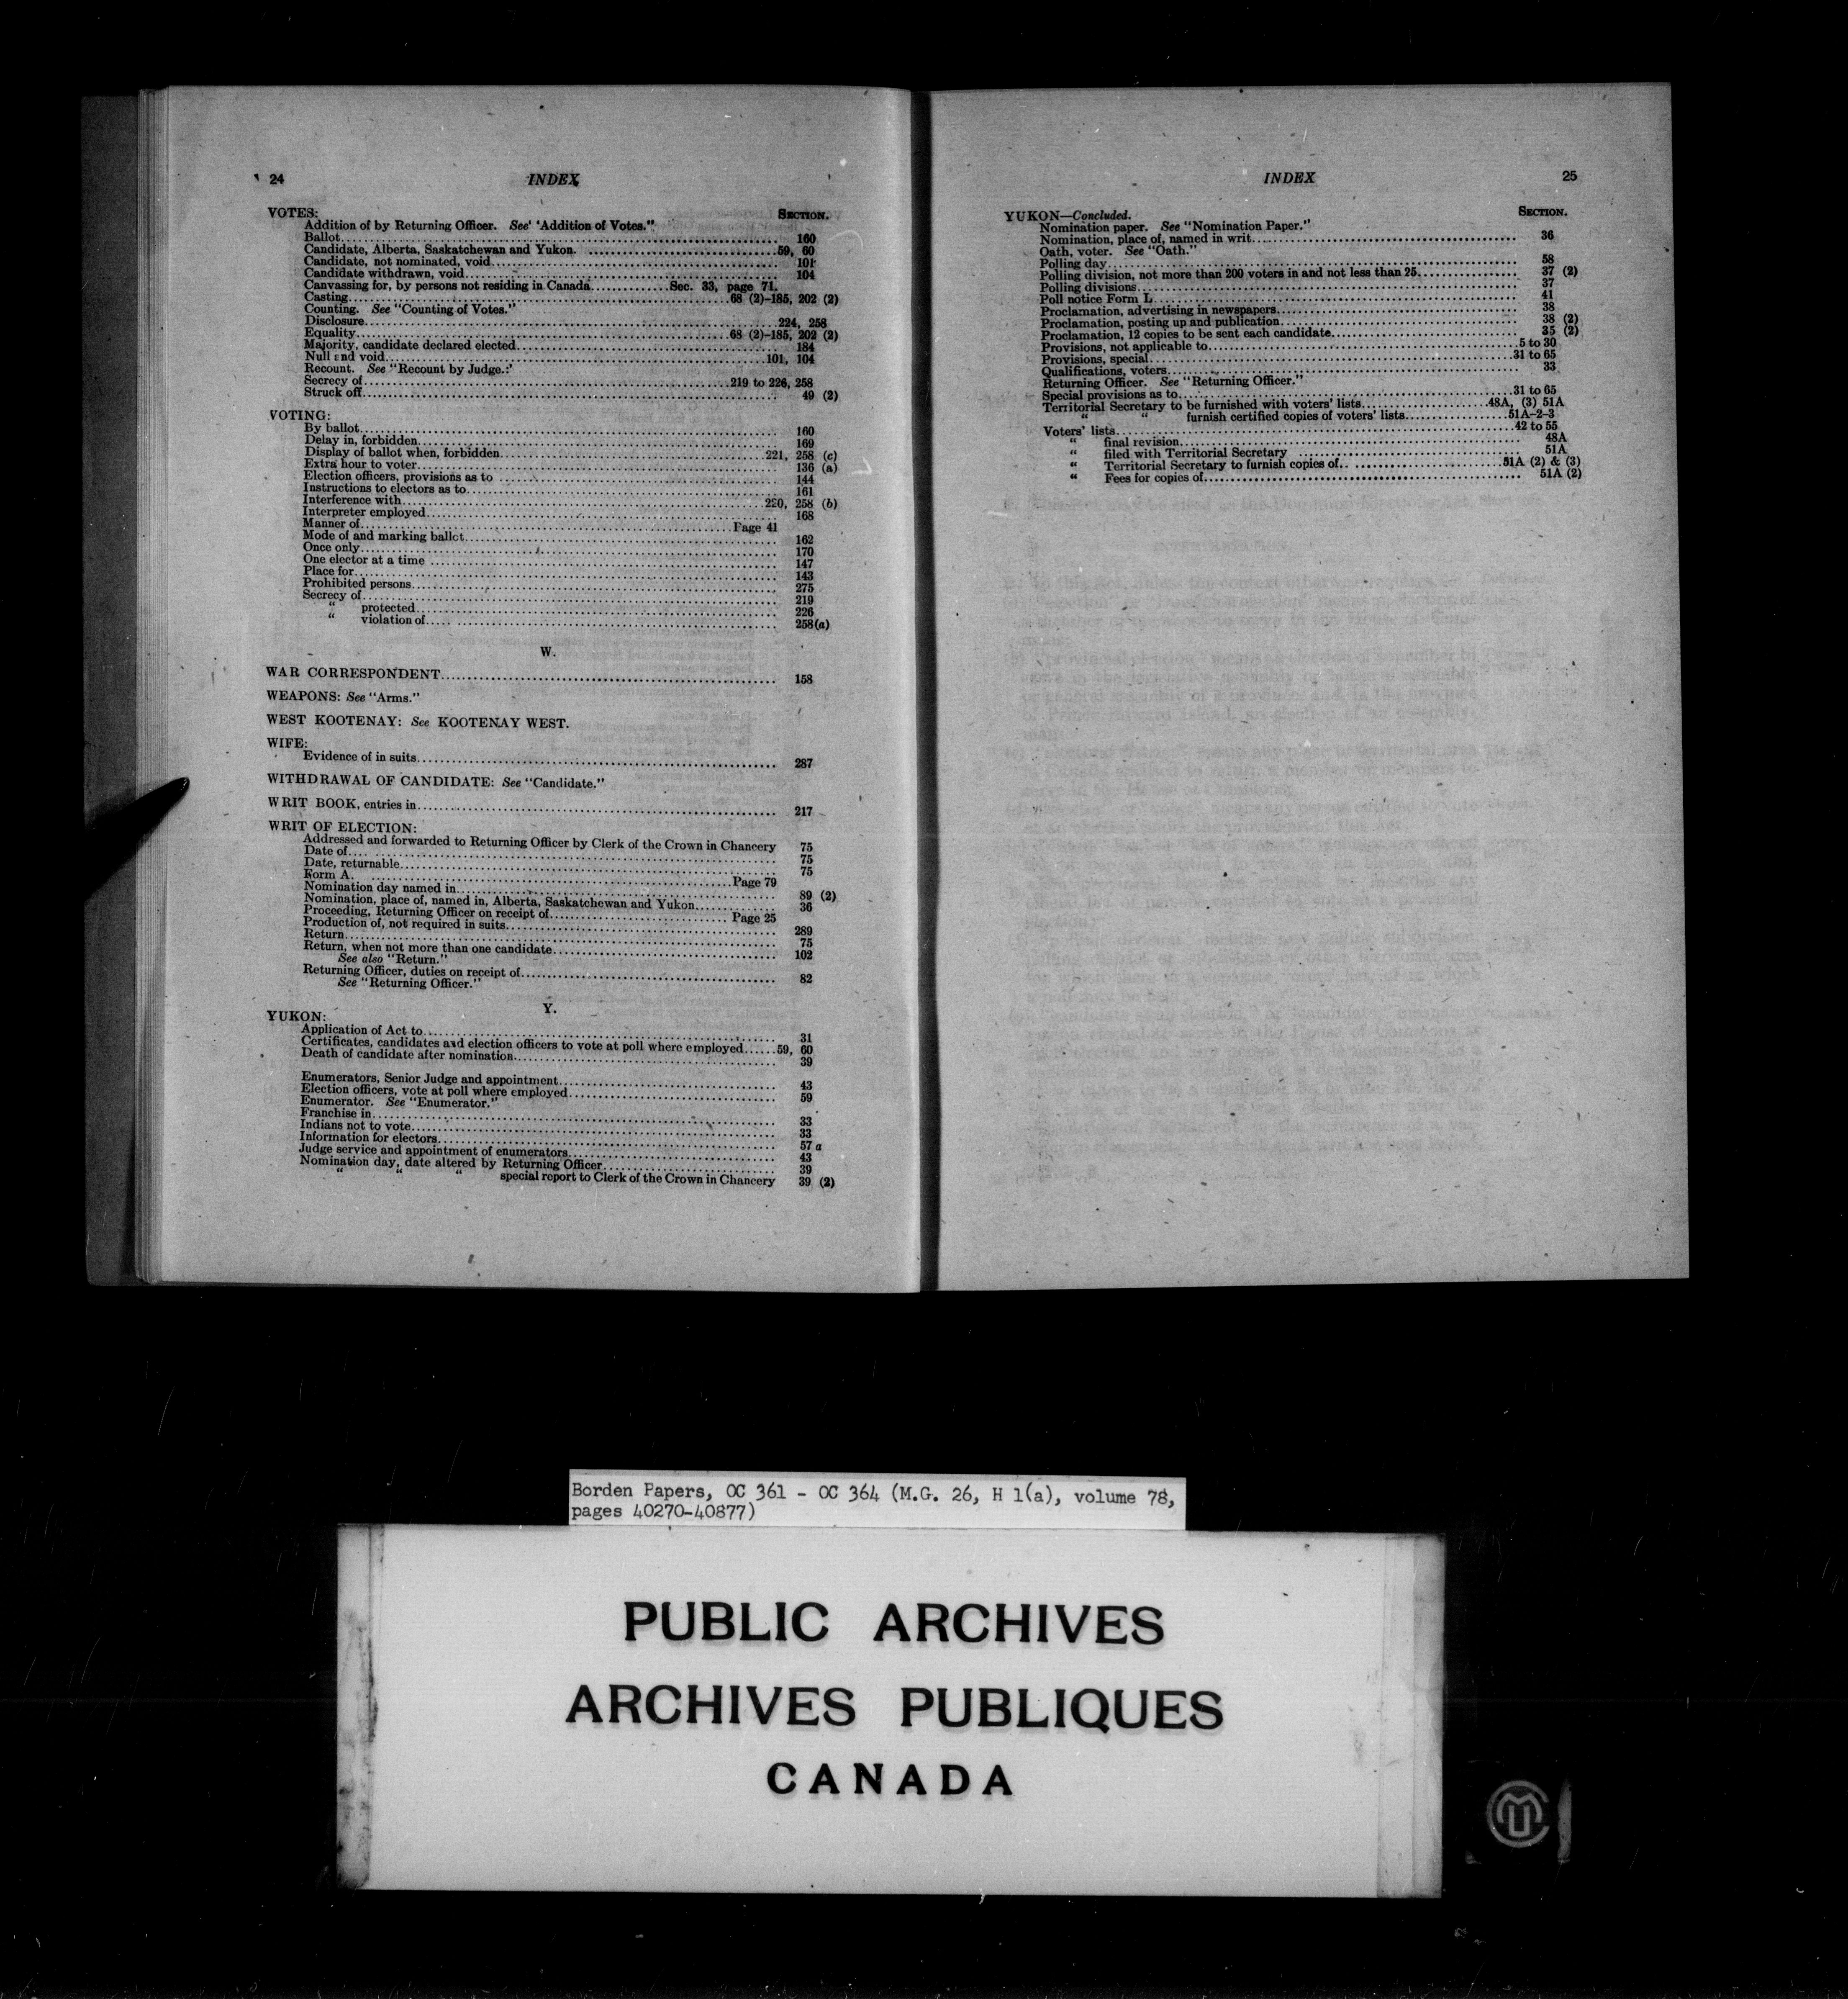 24 INDEX
VOTES: SECTION.
Addition of by Returning Officer. See' 'Addition of Votes."
Ballot 160
Candidate, Alberta, Saskatchewan and Yukon. 59, 60
Candidate, not nominated, void 101
Candidate withdrawn, void 104
Canvassing for, by persons not residing in Canada Sec. 33, page 71.
Casting 68 (2)-185, 202 (2)
Counting. See "Counting of Votes."
Disclosure 224, 258
Equality 68 (2)-185, 202 (2)
Majority, candidate declared elected 184
Null and void 101, 104
Recount. See "Recount by Judge.:'
Secrecy of 219 to 226, 258
Struck off 49 (2)
VOTING:
By ballot 160
Delay in, forbidden 169
Display of ballot when, forbidden 221, 258 (c)
Extra hour to voter 136 (a)
Election officers, provisions as to 144
Instructions to electors as to 161
Interference with 220, 258 (b)
Interpreter employed 168
Manner of Page 41
Mode of and marking ballot 162
Once only 170
One elector at a time 147
Place for 143
Prohibited persons 275
Secrecy of 219
" protected 226
" violation of 258(a)
W.
WAR CORRESPONDENT 158
WEAPONS: See "Arms."
WEST KOOTENAY: See KOOTENAY WEST.
WIFE:
Evidence of in suits 287
WITHDRAWAL OF CANDIDATE: See "Candidate."
WRIT BOOK, entries in 217
WRIT OF ELECTION:
Addressed and forwarded to Returning Officer by Clerk of the Crown in Chancery 75
Date of 75
Date, returnable 75
Form A. Page 79
Nomination day named in 89 (2)
Nomination, place of, named in, Alberta, Saskatchewan and Yukon 36
Proceeding, Returning Officer on receipt of Page 25
Production of, not required in suits 289
Return 75
Return, when not more than one candidate 102
See also "Return."
Returning Officer, duties on receipt of 82
See "Returning Officer."
Y.
YUKON:
Application of Act to 31
Certificates, candidates and election officers to vote at poll where employed 59, 60
Death of candidate after nomination 39
Enumerators, Senior Judge and appointment 43
Election officers, vote at poll where employed 59
Enumerator. See "Enumerator."
Franchise in 33
Indians not to vote 33
Information for electors 57 a
Judge service and appointment of enumerators 43
Nomination day, date altered by Returning Officer 39
" " " special report to Clerk of the Crown in Chancery 39 (2)
INDEX 25
YUKON—Concluded. SECTION.
Nomination paper. See "Nomination Paper."
Nomination, place of, named in writ 36
Oath, voter. See "Oath."
Polling day 58
Polling division, not more than 200 voters in and not less than 25 37 (2)
Polling divisions 37
Poll notice Form L 41
Proclamation, advertising in newspapers 38
Proclamation, posting up and publication 38 (2)
Proclamation, 12 copies to be sent each candidate 35 (2)
Provisions, not applicable to 5 to 30
Provisions, special 31 to 65
Qualifications, voters 33
Returning Officer. See "Returning Officer."
Special provisions as to 31 to 65
Territorial Secretary to be furnished with voters' lists 48A, (3) 51A
" " furnish certified copies of voters' lists 51A-2-3
Voters' lists 42 to 55
" final revision 48A
" filed with Territorial Secretary 51A
" Territorial Secretary to furnish copies of 51A (2) & (3)
" Fees for copies of 51A (2)
Borden Papers, OC 361 - OC 364 (M.G. 26, H 1(a), volume 78,
pages 40270-40877)
PUBLIC ARCHIVES
ARCHIVES PUBLIQUES
CANADA